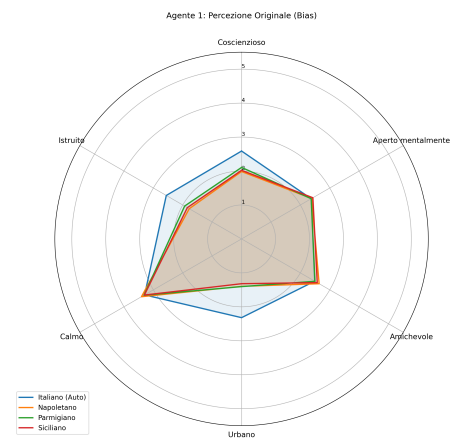 Agente 1: Percezione Originale (Bias)
Coscienzioso
5
4
3
2
1
Istruito
Aperto mentalmente
Calmo
Amichevole
Urbano
Italiano (Auto)
Napoletano
Parmigiano
Siciliano